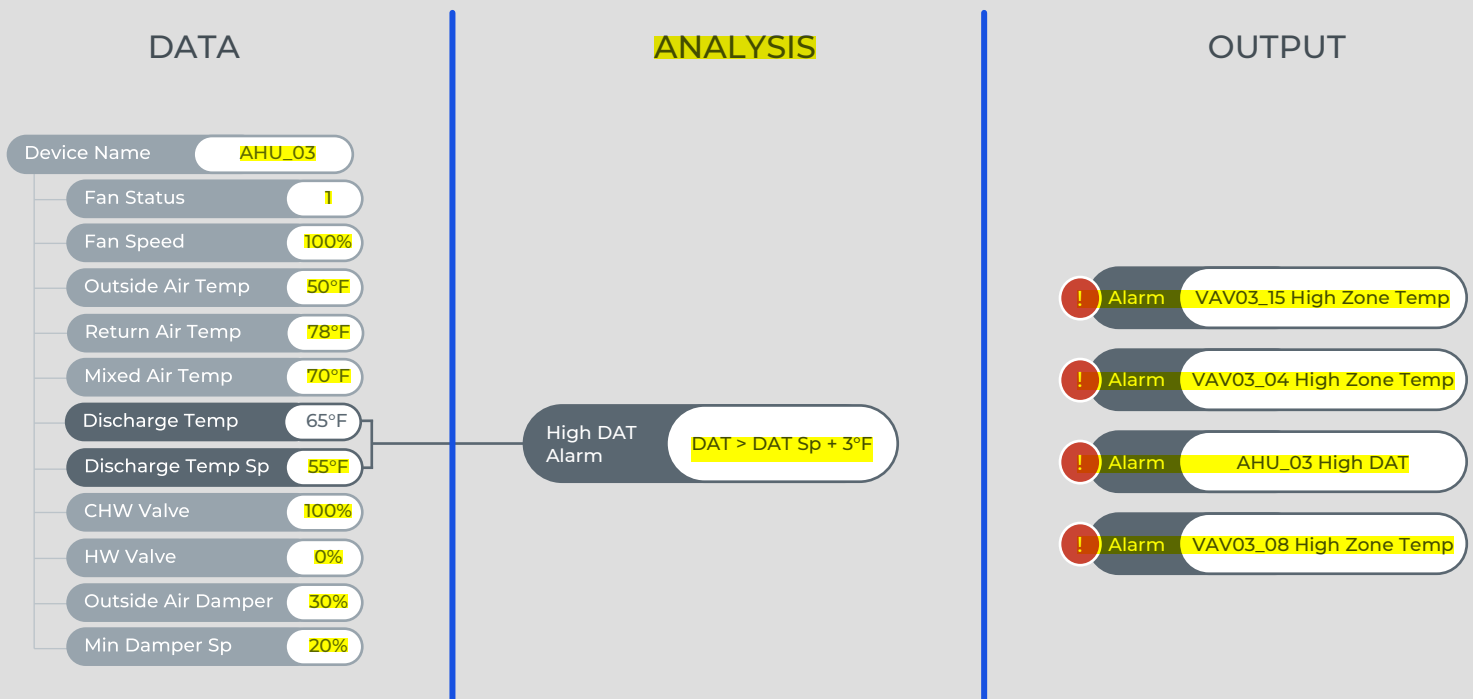 DATA
Device Name AHU_03
Fan Status 1
Fan Speed 100%
Outside Air Temp 50°F
Return Air Temp 78°F
Mixed Air Temp 70°F
Discharge Temp 65°F
Discharge Temp Sp 55°F
CHW Valve 100%
HW Valve 0%
Outside Air Damper 30%
Min Damper Sp 20%
ANALYSIS
High DAT
Alarm
DAT > DAT Sp + 3°F
OUTPUT
! Alarm VAV03_15 High Zone Temp
! Alarm VAV03_04 High Zone Temp
! Alarm AHU_03 High DAT
! Alarm VAV03_08 High Zone Temp